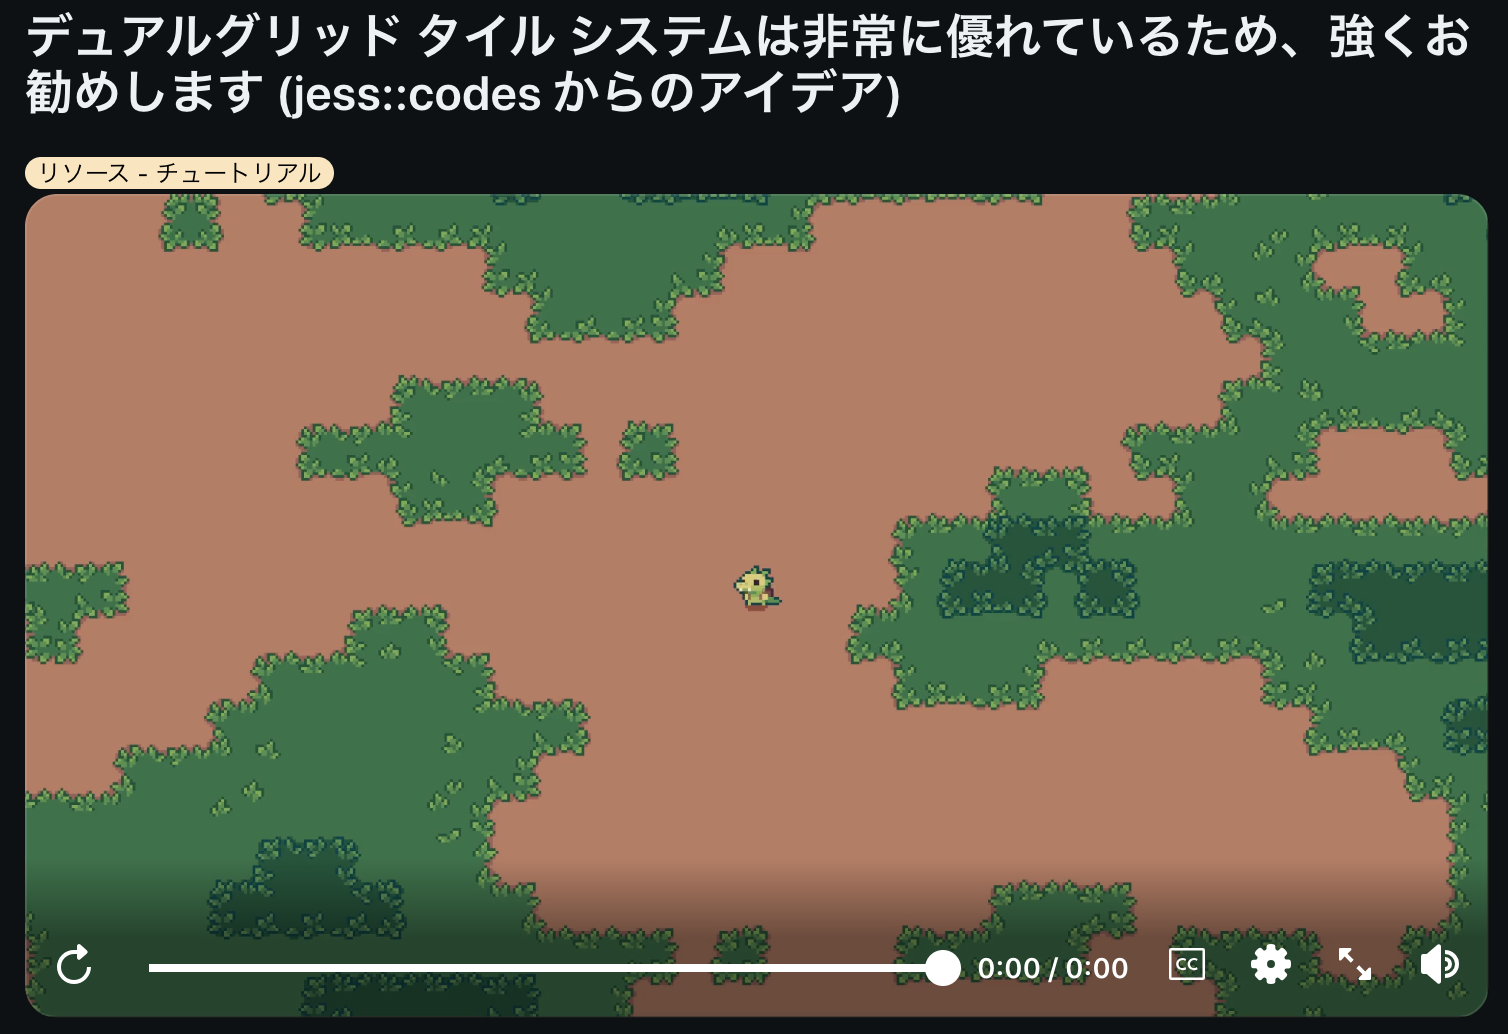 デュアルグリッド タイル システムは非常に優れているため、強くお
勧めします (jess::codes からのアイデア)
リソース - チュートリアル
0:00 / 0:00
CC